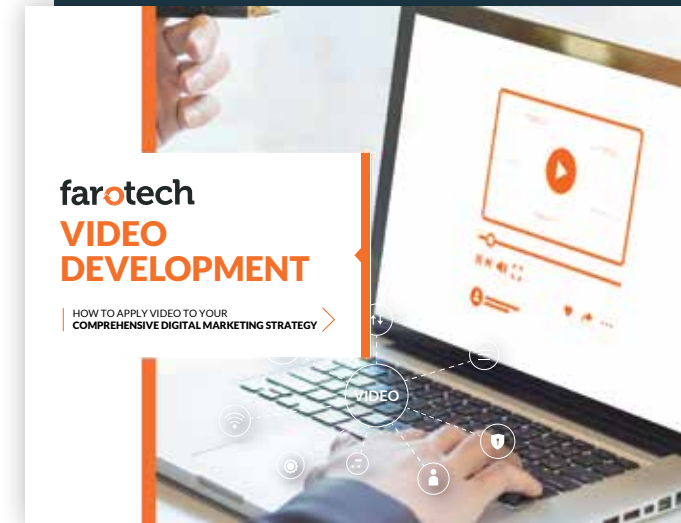 farotech
VIDEO
DEVELOPMENT
HOW TO APPLY VIDEO TO YOUR
COMPREHENSIVE DIGITAL MARKETING STRATEGY
VIDEO